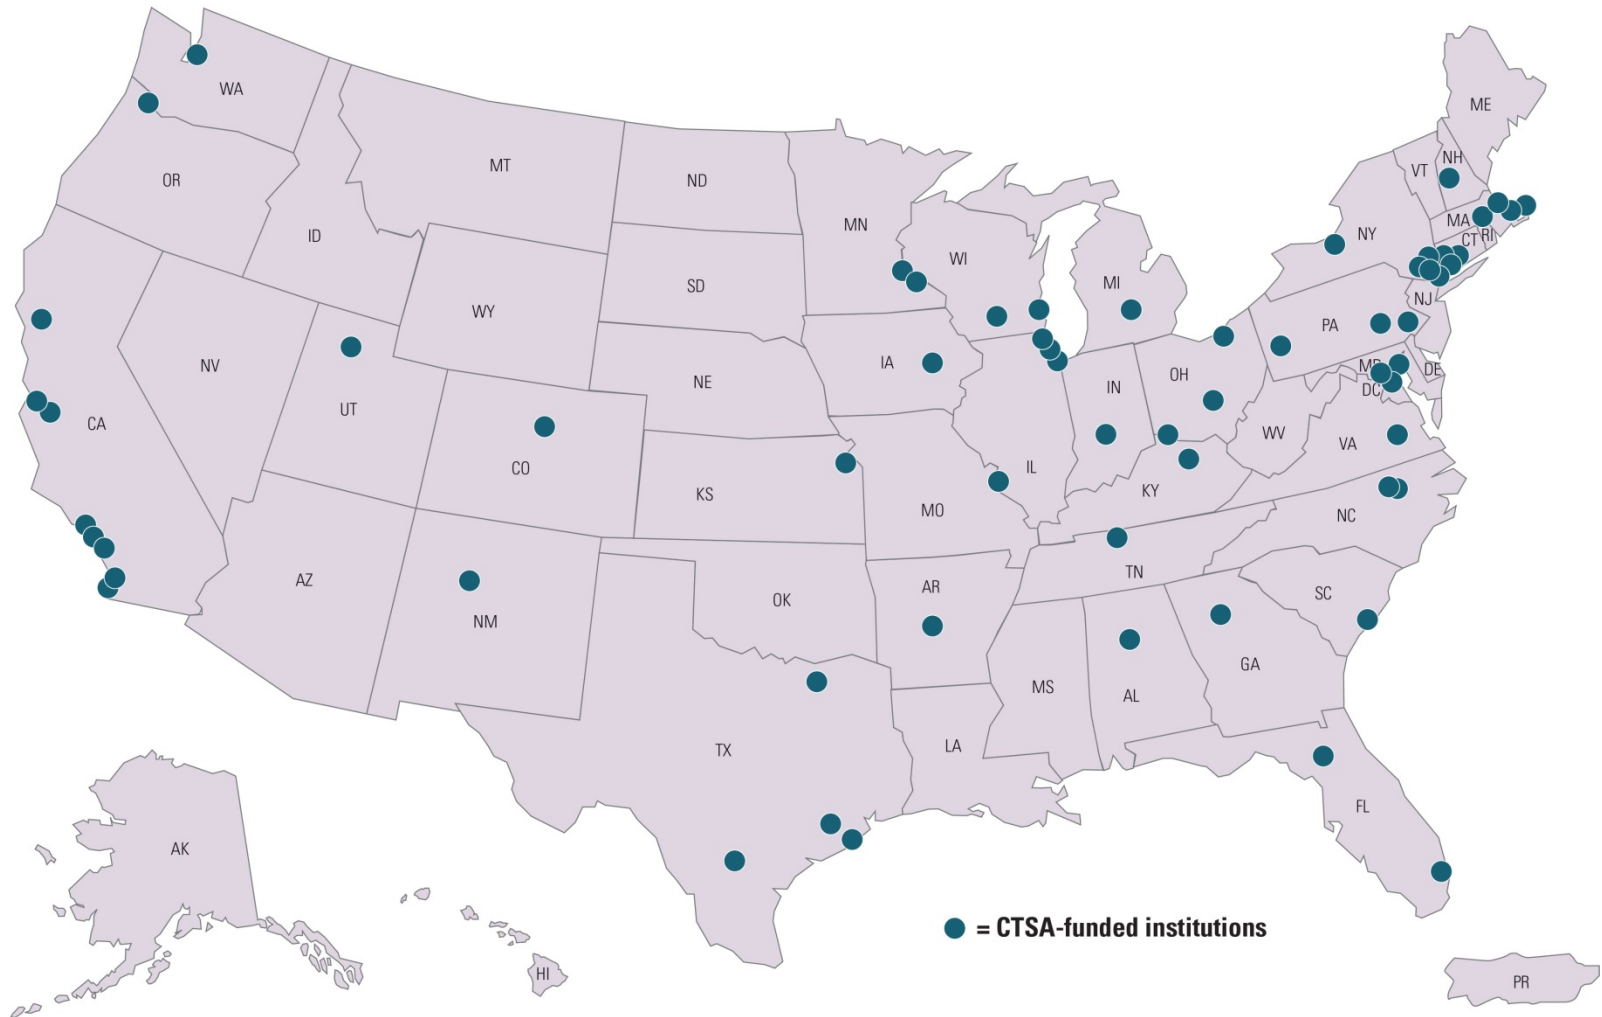 WA
ME
MT
VT
NH
OR
ND
MN
MA
NY
CT
RI
ID
WI
SD
MI
NJ
WY
PA
IA
NV
NE
OH
MD
DE
IN
DC
UT
CA
WV
VA
CO
IL
KS
KY
MO
NC
TN
AZ
AR
OK
SC
NM
GA
MS
AL
LA
TX
FL
AK
= CTSA-funded institutions
HI
PR